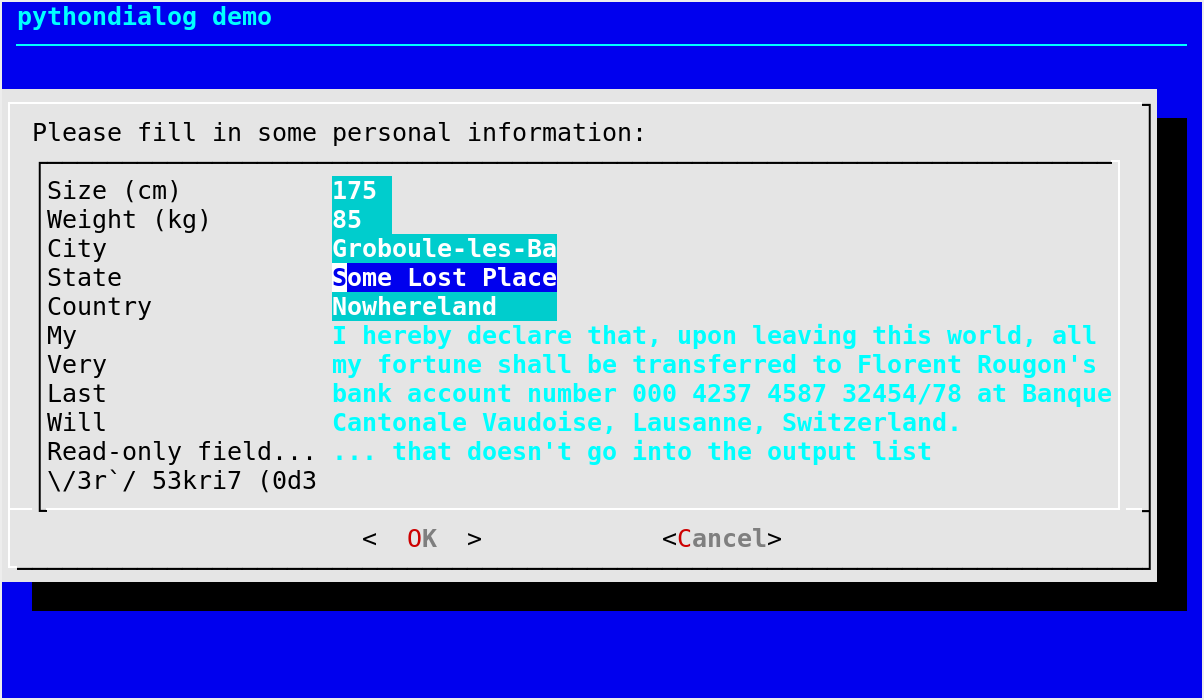 pythondialog demo
Please fill in some personal information:
Size (cm) 175
Weight (kg) 85
City Groboule-les-Ba
State Some Lost Place
Country Nowhereland
My I hereby declare that, upon leaving this world, all
Very my fortune shall be transferred to Florent Rougon's
Last bank account number 000 4237 4587 32454/78 at Banque
Will Cantonale Vaudoise, Lausanne, Switzerland.
Read-only field... ... that doesn't go into the output list
\/3r`/ 53kri7 (0d3
<  OK  > <Cancel>